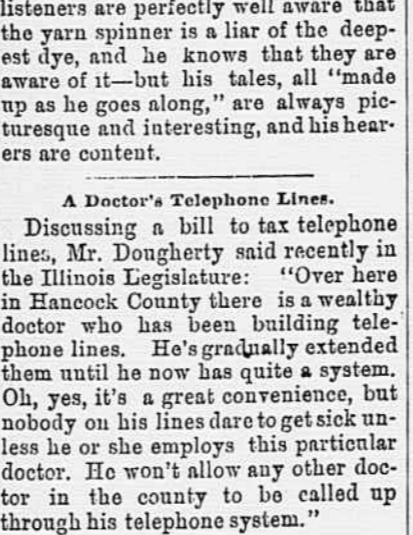 listeners are perfectly well aware that
the yarn spinner is a liar of the deep-
est dye, and he knows that they are
aware of it—but his tales, all "made
up as he goes along," are always pic-
turesque and interesting, and his hear-
ers are content.
A Doctor's Telephone Lines.
Discussing a bill to tax telephone
lines, Mr. Dougherty said recently in
the Illinois Legislature: "Over here
in Hancock County there is a wealthy
doctor who has been building tele-
phone lines. He's gradually extended
them until he now has quite a system.
Oh, yes, it's a great convenience, but
nobody on his lines dare to get sick un-
less he or she employs this particular
doctor. He won't allow any other doc-
tor in the county to be called up
through his telephone system."